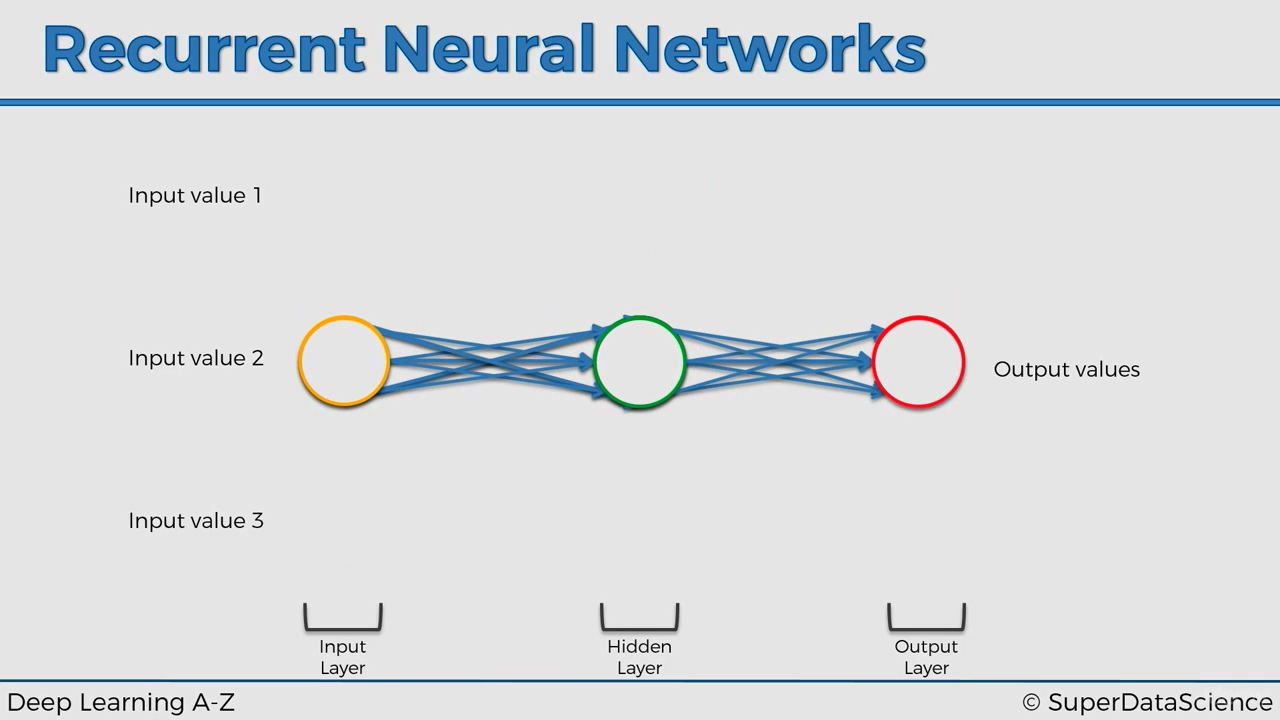 Recurrent Neural Networks
Input value 1
Input value 2
Output values
Input value 3
Input
Layer
Hidden
Layer
Output
Layer
Deep Learning A-Z
© SuperDataScience